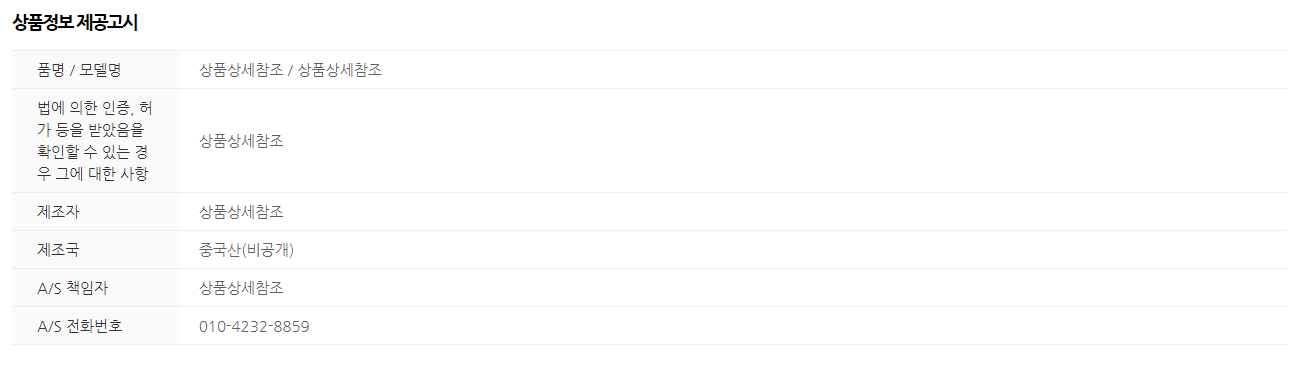 상품정보 제공고시
품명 / 모델명
상품상세참조 / 상품상세참조
법에 의한 인증, 허
가 등을 받았음을
확인할 수 있는 경
우 그에 대한 사항
상품상세참조
제조자
상품상세참조
제조국
중국산(비공개)
A/S 책임자
상품상세참조
A/S 전화번호
010-4232-8859